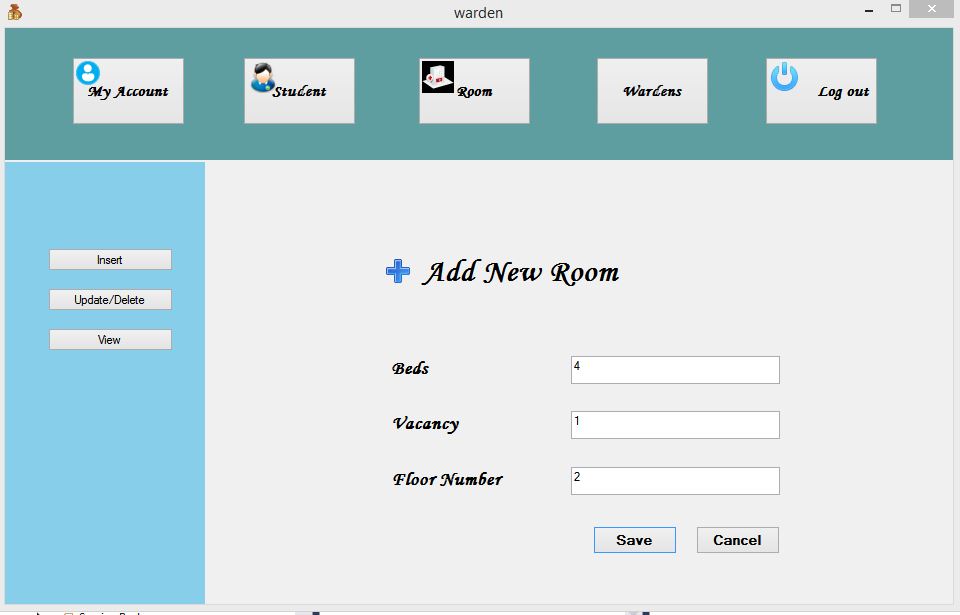 warden
My Account
Student
Room
Wardens
Log out
Insert
Update/Delete
View
Add New Room
Beds
4
Vacancy
1
Floor Number
2
Save
Cancel